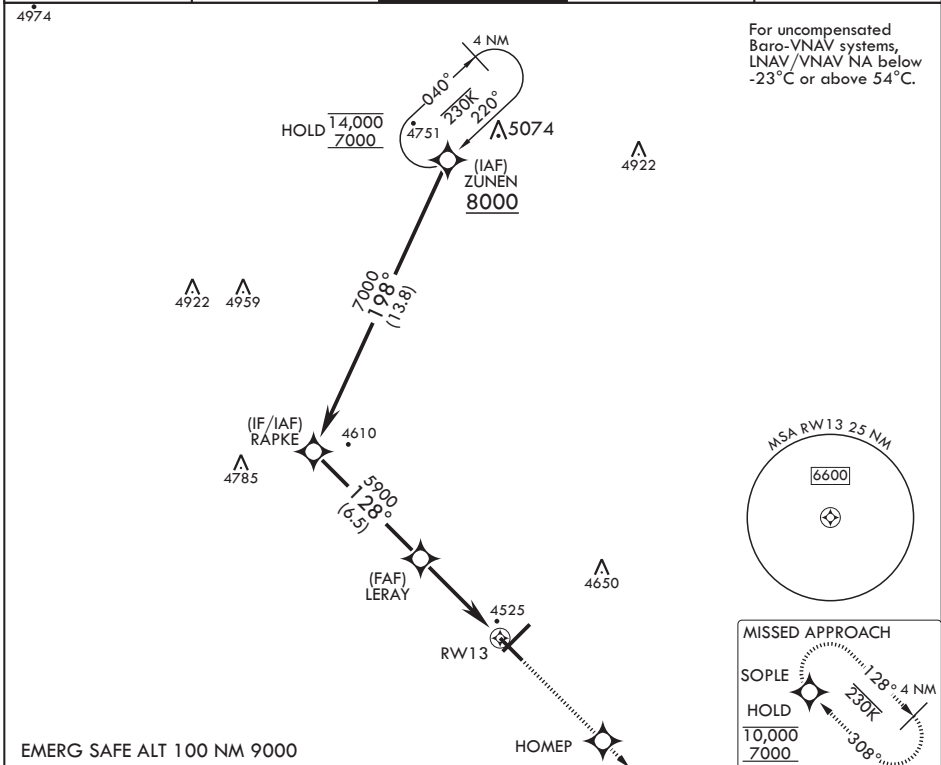 4974
For uncompensated
Baro-VNAV systems,
LNAV/VNAV NA below
-23°C or above 54°C.
4 NM
040°
230K
220°
HOLD
14,000
7000
4751
5074
4922
(IAF)
ZUNEN
8000
4922
4959
7000
198°
(13.8)
(IF/IAF)
RAPKE
4610
4785
5900
128°
(6.5)
MSA RW13 25 NM
6600
(FAF)
LERAY
4650
4525
RW13
MISSED APPROACH
SOPLE
128°
4 NM
230K
HOLD
10,000
7000
308°
EMERG SAFE ALT 100 NM 9000
HOMEP